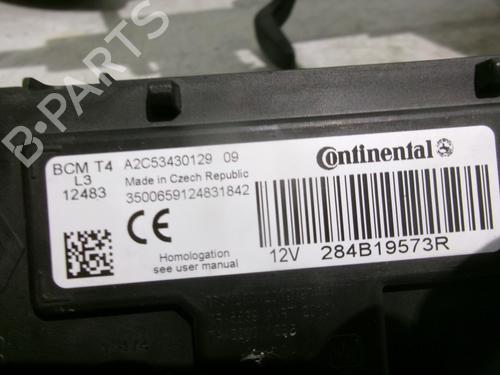 B-PARTS
BCM T4
L3
12483
A2C53430129 09
Made in Czech Republic
3500659124831842
CE
Homologation
see user manual
Continental
12V
284B19573R